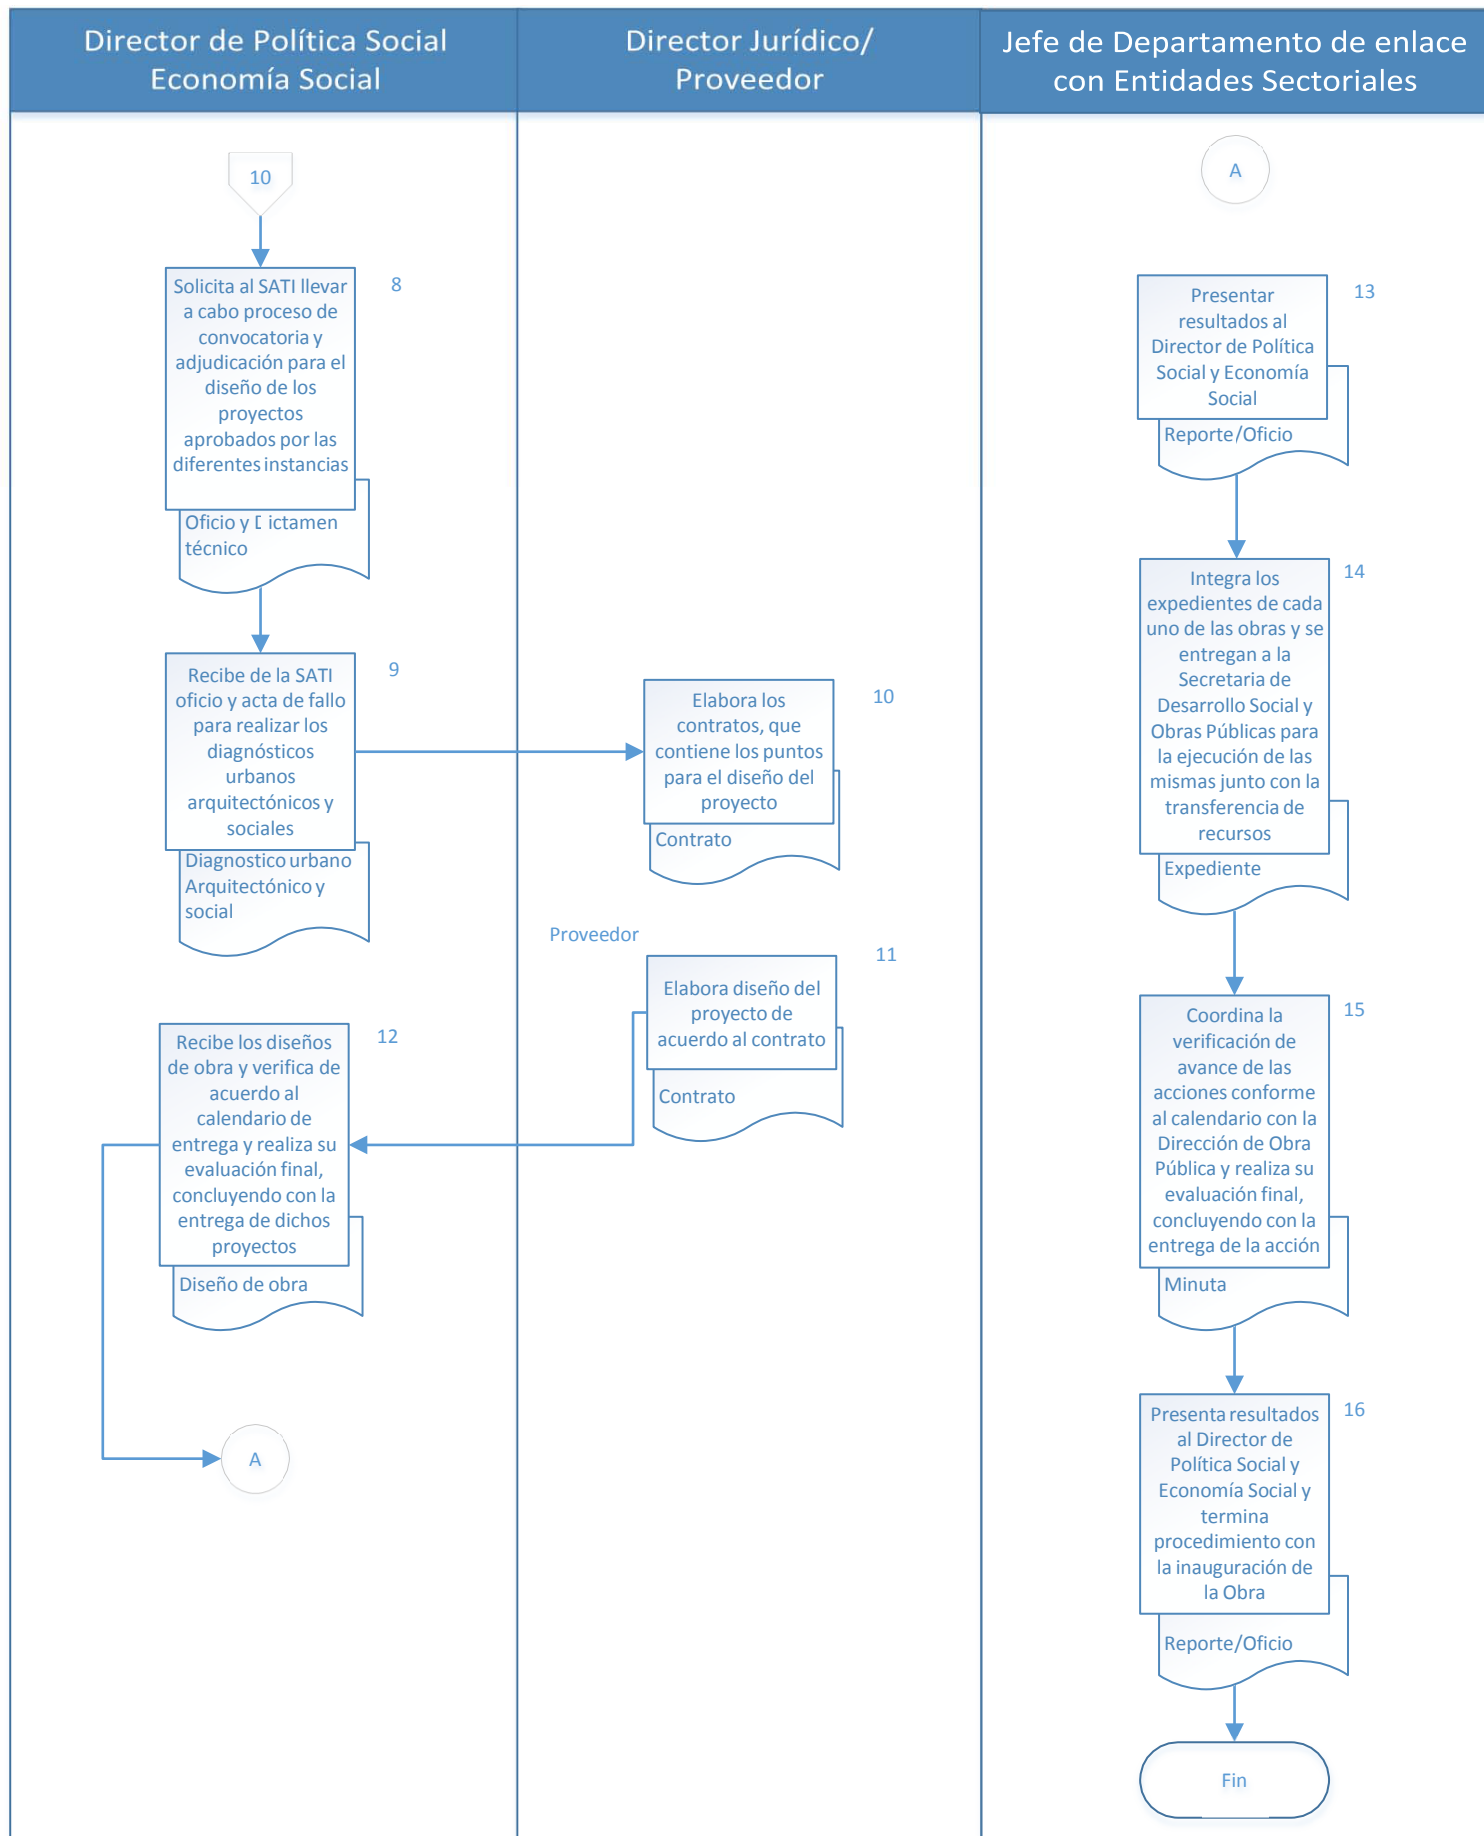 Director de Política Social
Economía Social
Director Jurídico/
Proveedor
Jefe de Departamento de enlace
con Entidades Sectoriales
10
Solicita al SATI llevar
a cabo proceso de
convocatoria y
adjudicación para el
diseño de los
proyectos
aprobados por las
diferentes instancias
8
Oficio y Dictamen
técnico
Recibe de la SATI
oficio y acta de fallo
para realizar los
diagnósticos
urbanos
arquitectónicos y
sociales
9
Diagnostico urbano
Arquitectónico y
social
Elabora los
contratos, que
contiene los puntos
para el diseño del
proyecto
10
Contrato
Proveedor
11
Elabora diseño del
proyecto de
acuerdo al contrato
Contrato
Recibe los diseños
de obra y verifica de
acuerdo al
calendario de
entrega y realiza su
evaluación final,
concluyendo con la
entrega de dichos
proyectos
12
Diseño de obra
A
A
Presentar
resultados al
Director de Política
Social y Economía
Social
13
Reporte/Oficio
Integra los
expedientes de cada
uno de las obras y se
entregan a la
Secretaria de
Desarrollo Social y
Obras Públicas para
la ejecución de las
mismas junto con la
transferencia de
recursos
14
Expediente
Coordina la
verificación de
avance de las
acciones conforme
al calendario con la
Dirección de Obra
Pública y realiza su
evaluación final,
concluyendo con la
entrega de la acción
15
Minuta
Presenta resultados
al Director de
Política Social y
Economía Social y
termina
procedimiento con
la inauguración de
la Obra
16
Reporte/Oficio
Fin